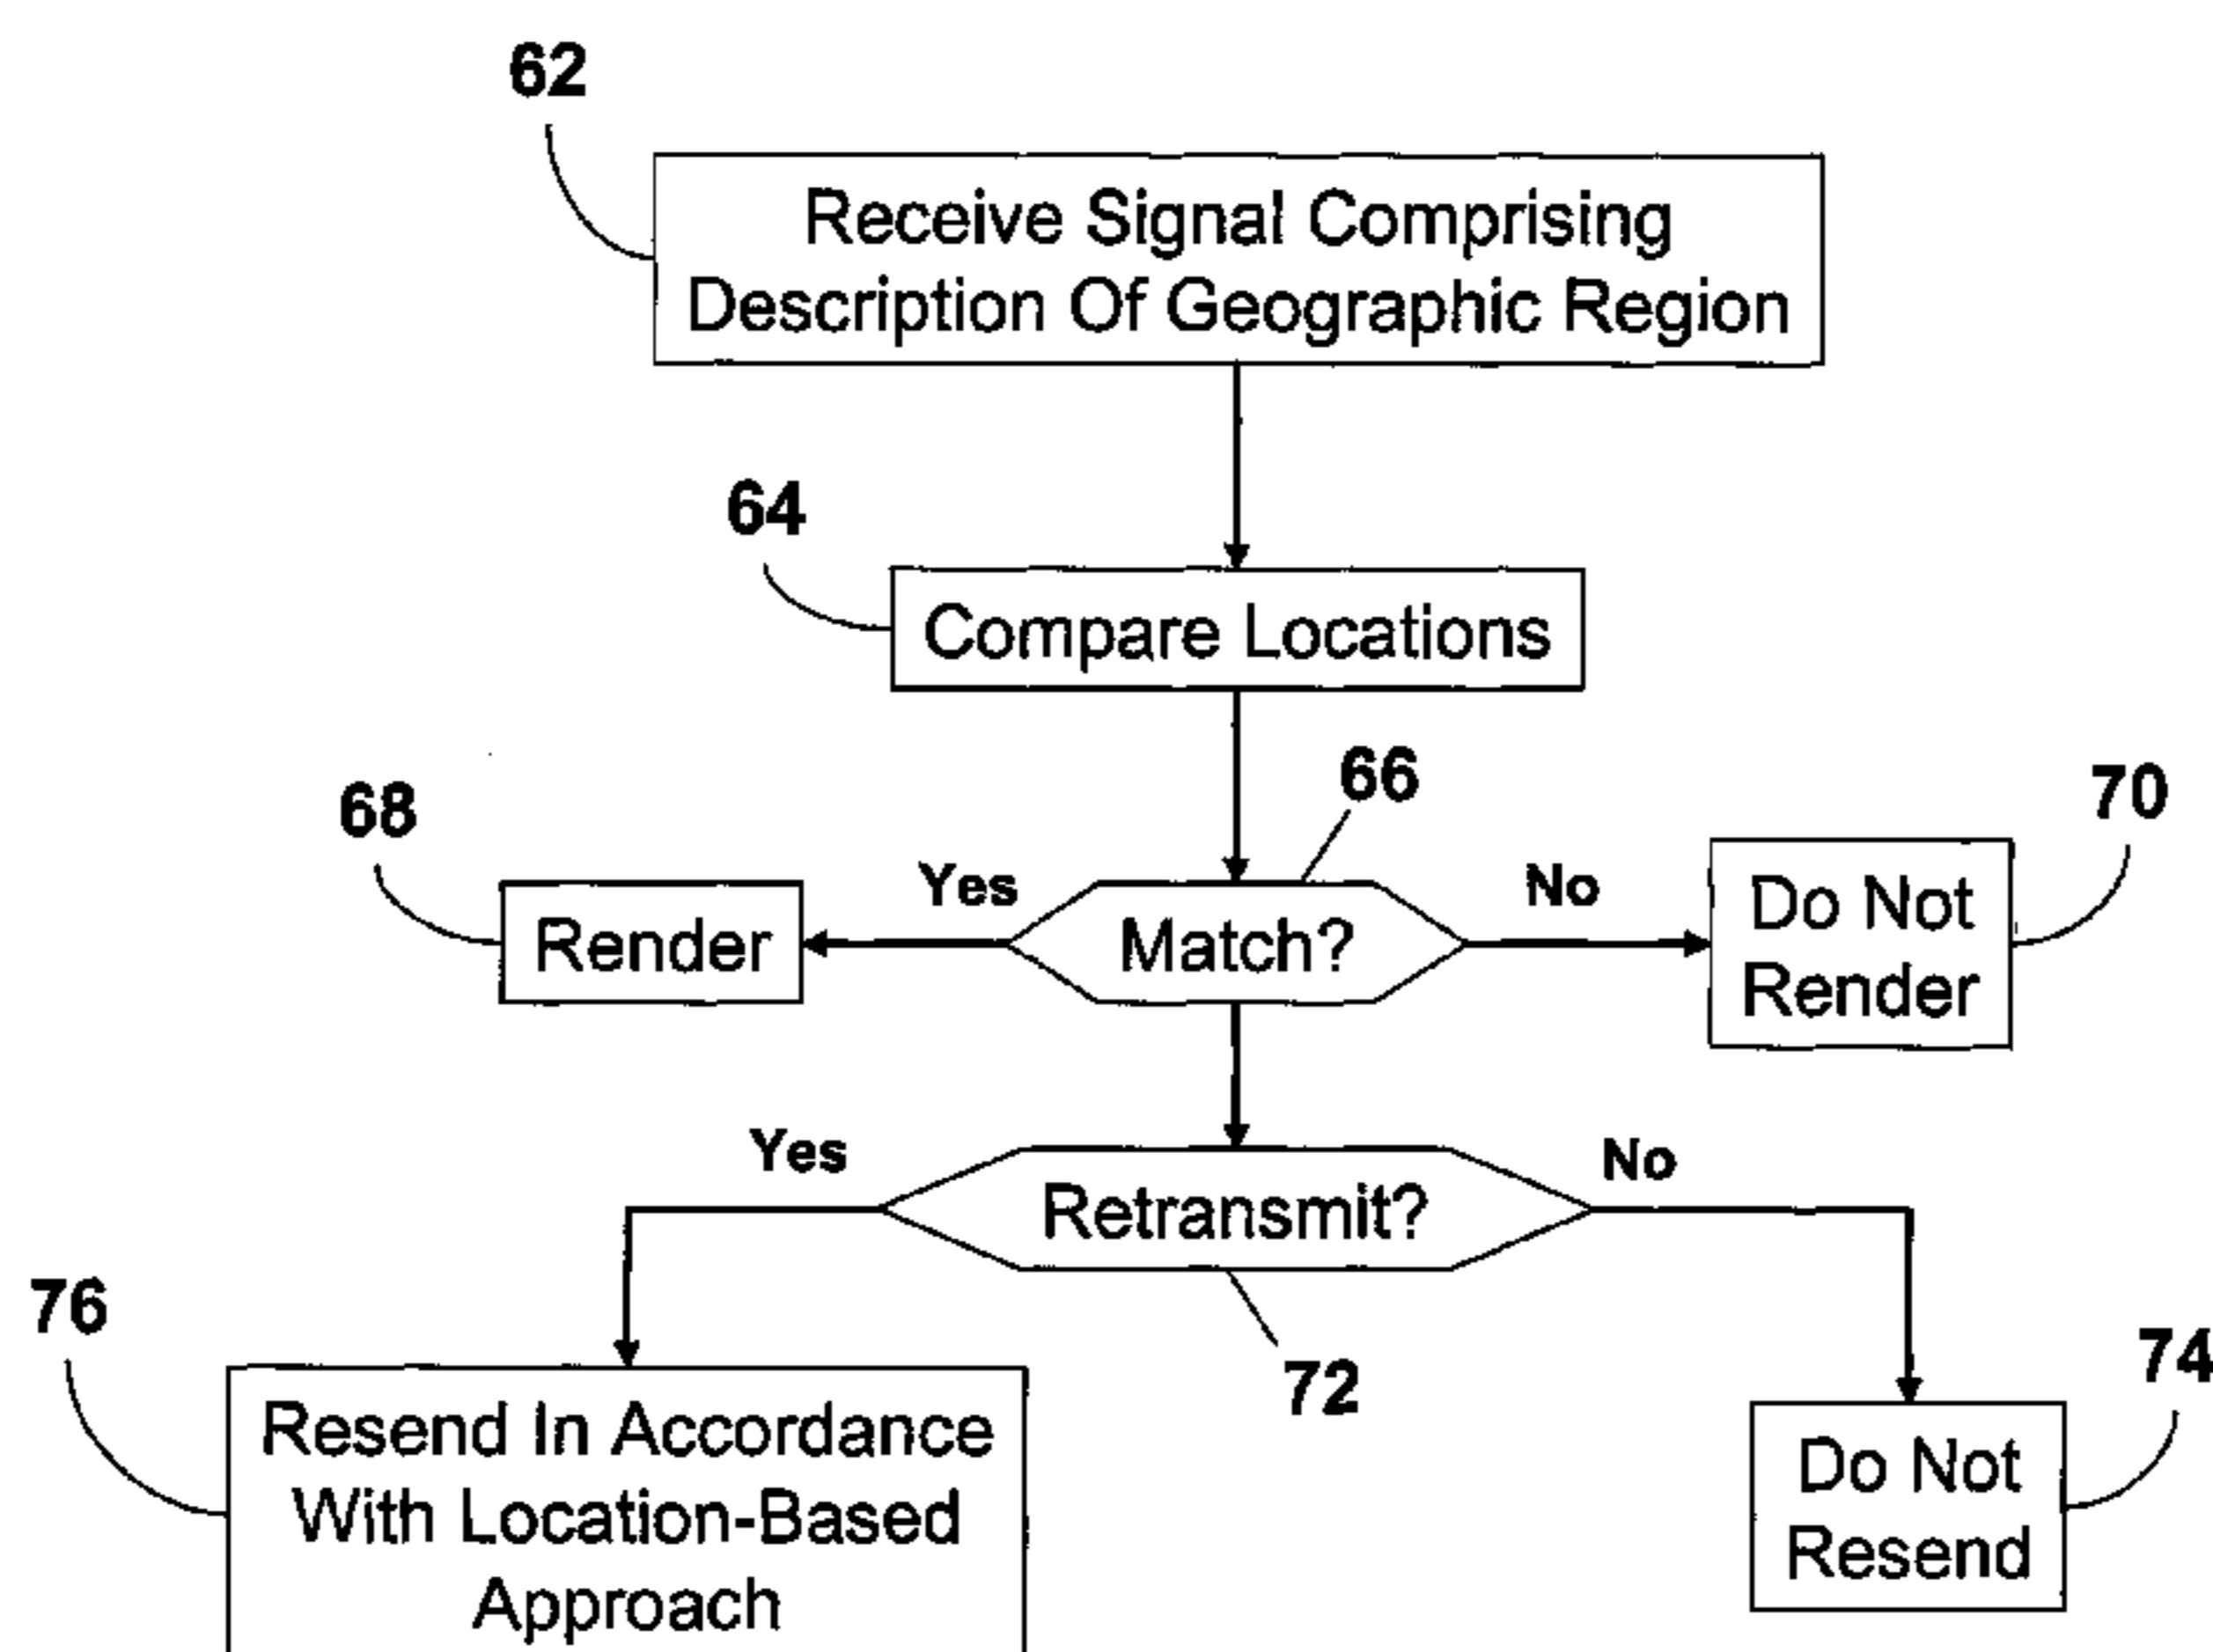 62
Receive Signal Comprising
Description Of Geographic Region
64
Compare Locations
66
68
70
Yes
No
Render
Match?
Do Not
Render
Yes
No
Retransmit?
76
72
74
Resend In Accordance
With Location-Based
Approach
Do Not
Resend